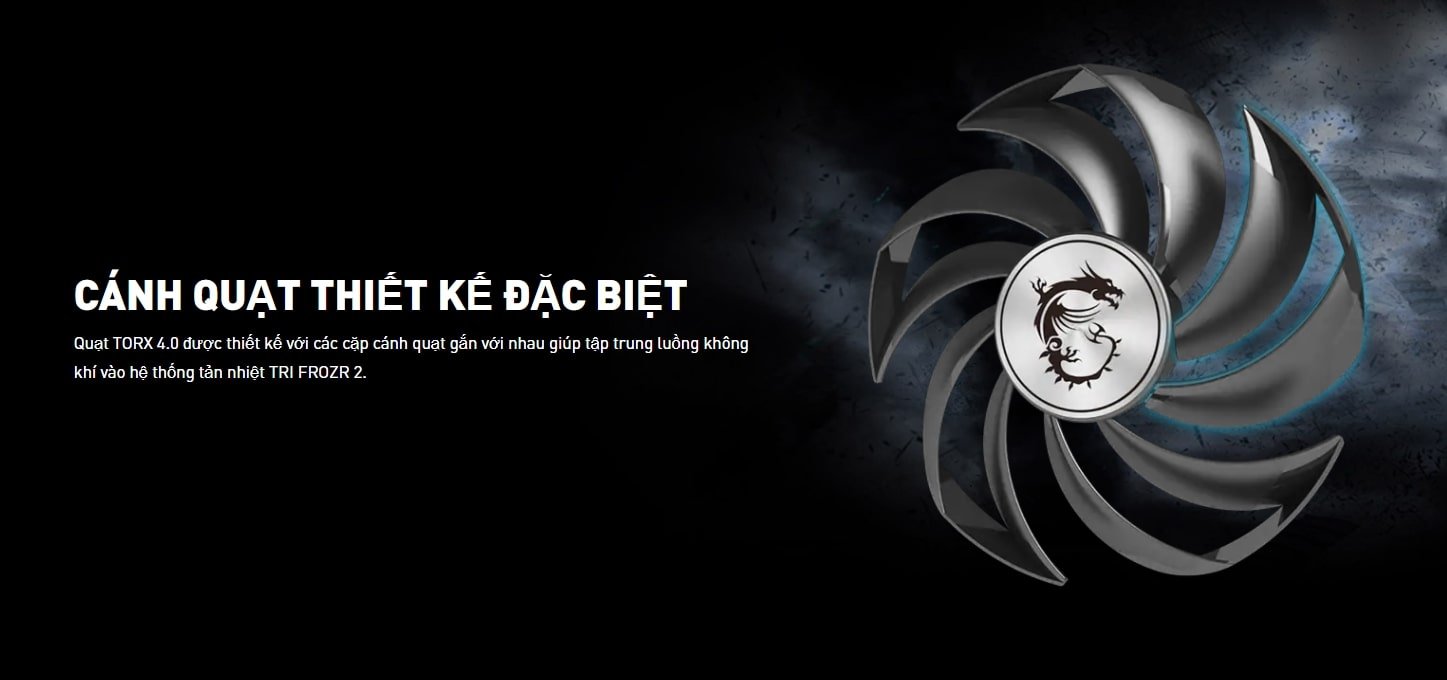 CÁNH QUẠT THIẾT KẾ ĐẶC BIỆT
Quạt TORX 4.0 được thiết kế với các cặp cánh quạt gắn với nhau giúp tập trung luồng không
khí vào hệ thống tản nhiệt TRI FROZR 2.